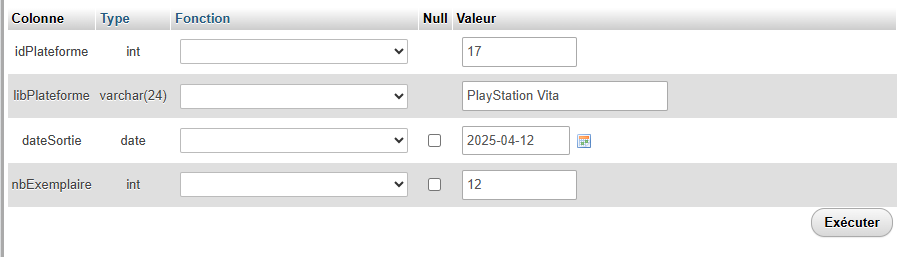 Colonne Type Fonction Null Valeur
idPlateforme int 17
libPlateforme varchar(24) PlayStation Vita
dateSortie date 2025-04-12
nbExemplaire int 12
Exécuter